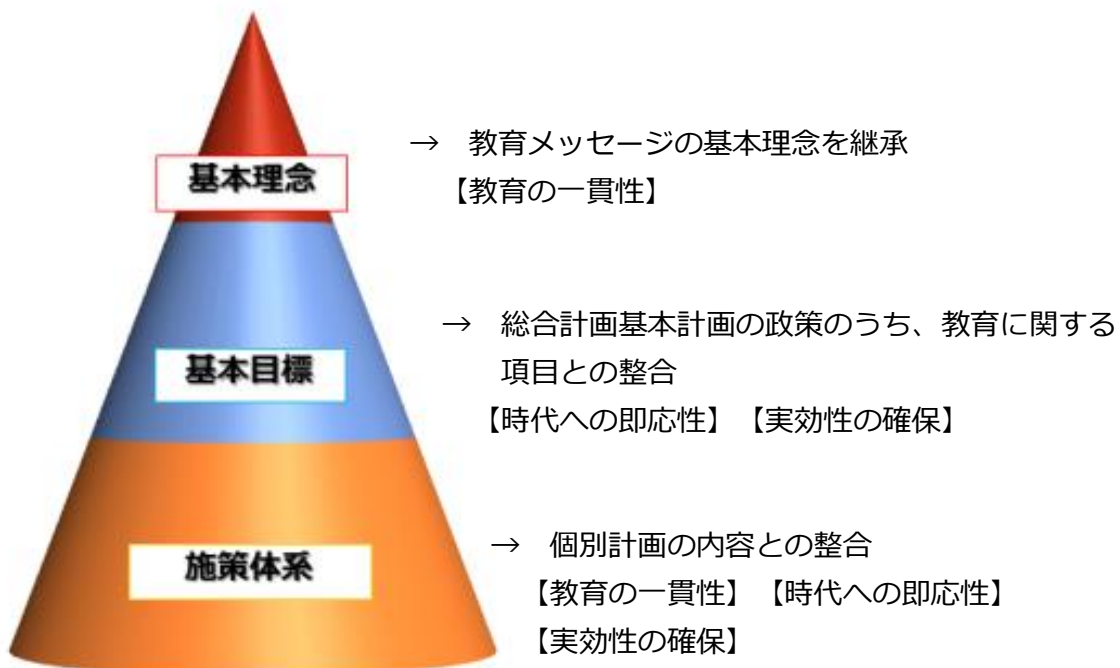 基本理念
→ 教育メッセージの基本理念を継承
【教育の一貫性】
基本目標
→ 総合計画基本計画の政策のうち、教育に関する
項目との整合
【時代への即応性】【実効性の確保】
施策体系
→ 個別計画の内容との整合
【教育の一貫性】【時代への即応性】
【実効性の確保】